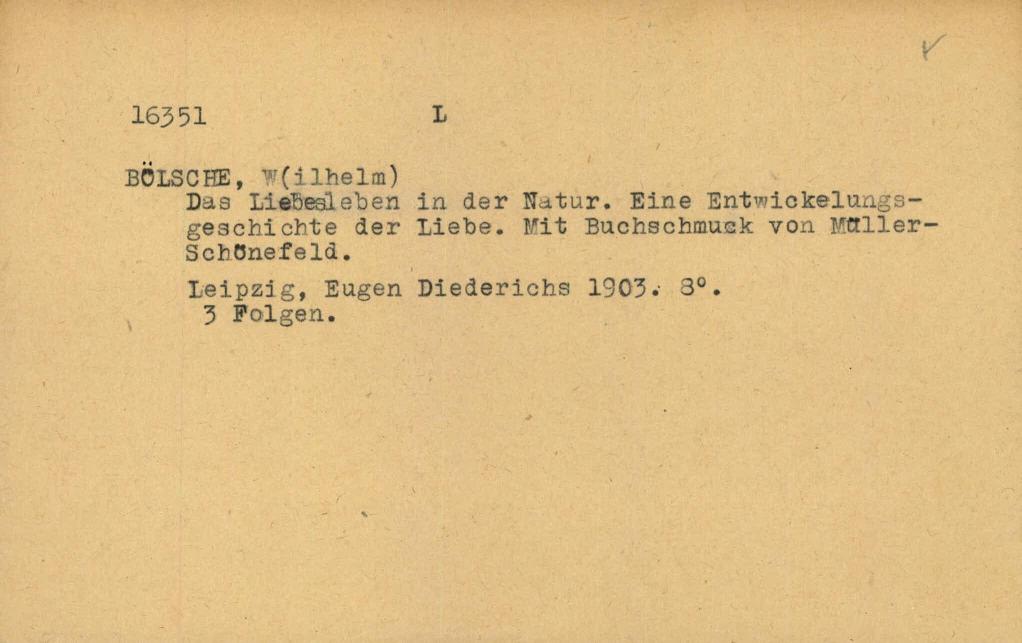 16351 L
BÖLSCHE, W(ilhelm)
Das Liebesleben in der Natur. Eine Entwickelungs-
geschichte der Liebe. Mit Buchschmuck von Müller-
Schönefeld.
Leipzig, Eugen Diederichs 1903. 8°.
3 Folgen.